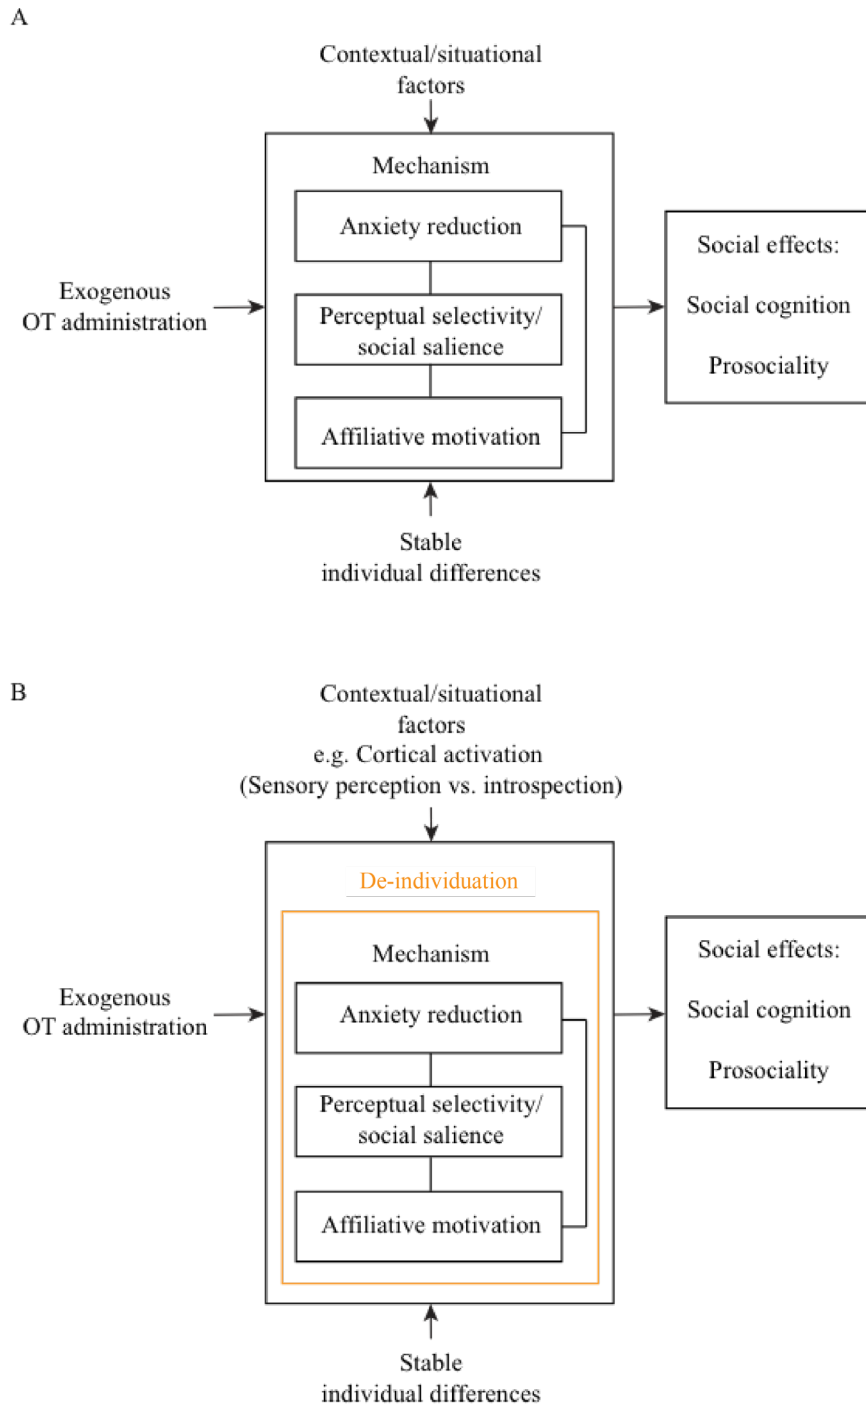 A
Contextual/situational
factors
Mechanism
Anxiety reduction
Perceptual selectivity/
social salience
Affiliative motivation
Exogenous
OT administration
Social effects:
Social cognition
Prosociality
Stable
individual differences
B
Contextual/situational
factors
e.g. Cortical activation
(Sensory perception vs. introspection)
De-individuation
Mechanism
Anxiety reduction
Perceptual selectivity/
social salience
Affiliative motivation
Exogenous
OT administration
Social effects:
Social cognition
Prosociality
Stable
individual differences